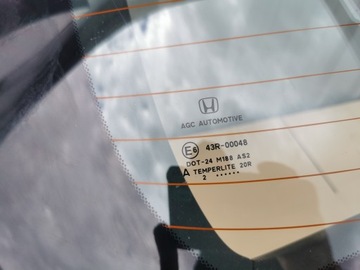 AGC AUTOMOTIVE
E6 43R-00048
DOT-24 M188 AS2
A TEMPERLITE 20R
2 ······